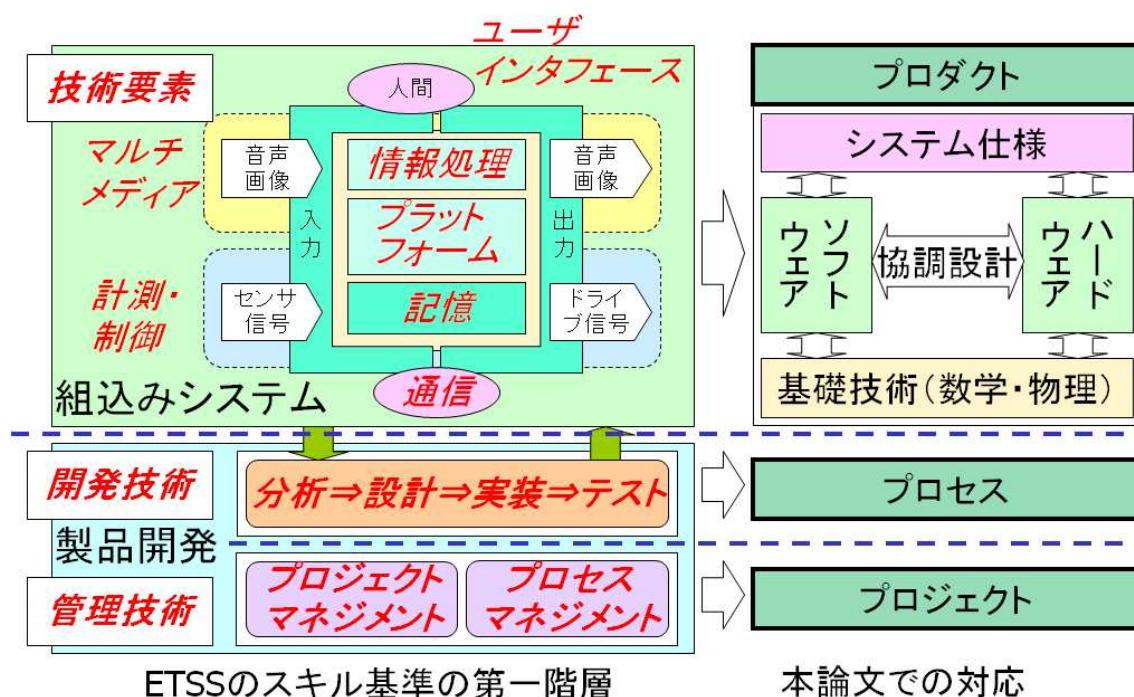 ユーザ
インタフェース
技術要素
人間
マルチ
メディア
音声
画像
情報処理
音声
画像
入力
プラット
フォーム
出力
計測・
制御
センサ
信号
記憶
ドライ
ブ信号
通信
組込みシステム
プロダクト
システム仕様
ソフト
ウェア
協調設計
ハード
ウェア
基礎技術(数学・物理)
開発技術
分析⇒設計⇒実装⇒テスト
プロセス
製品開発
管理技術
プロジェクト
マネジメント
プロセス
マネジメント
プロジェクト
ETSSのスキル基準の第一階層
本論文での対応